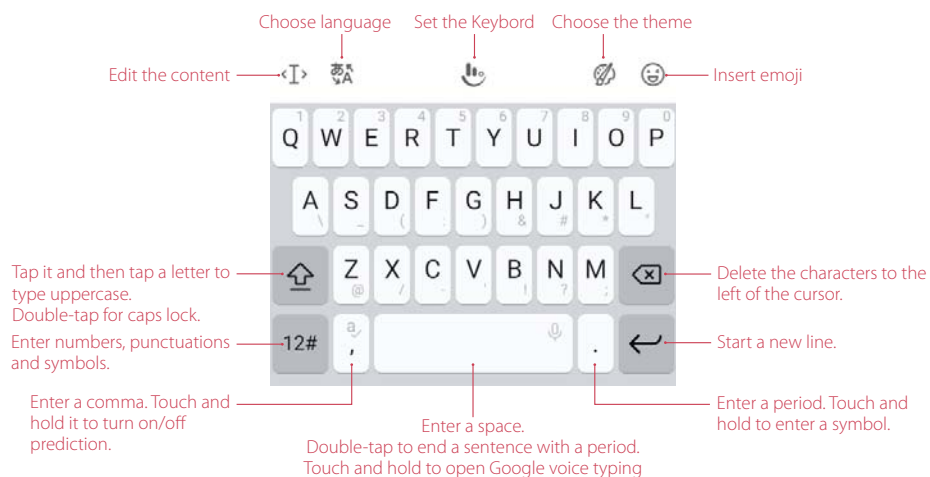 Choose language
Set the Keybord
Choose the theme
Edit the content
あA
Insert emoji
1 2 3 4 5 6 7 8 9 0
Q W E R T Y U I O P
A S D F G H J K L
\ _ ( : ) & # * "
Z X C V B N M
@ / - ' ! ? ;
Tap it and then tap a letter to
type uppercase.
Double-tap for caps lock.
Delete the characters to the
left of the cursor.
Enter numbers, punctuations
and symbols.
12#
a
, .
Start a new line.
Enter a comma. Touch and
hold it to turn on/off
prediction.
Enter a space.
Double-tap to end a sentence with a period.
Touch and hold to open Google voice typing
Enter a period. Touch and
hold to enter a symbol.